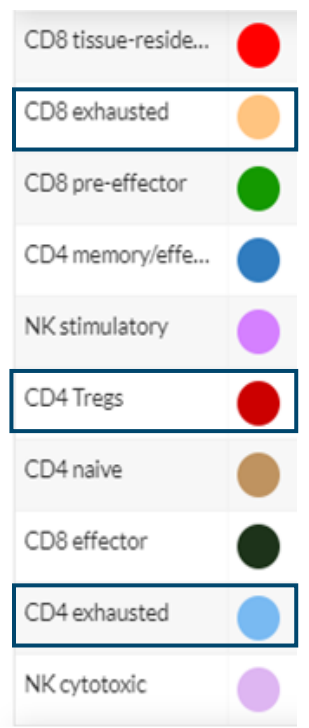 CD8 tissue-reside...
CD8 exhausted
CD8 pre-effector
CD4 memory/effe...
NK stimulatory
CD4 Tregs
CD4 naive
CD8 effector
CD4 exhausted
NK cytotoxic